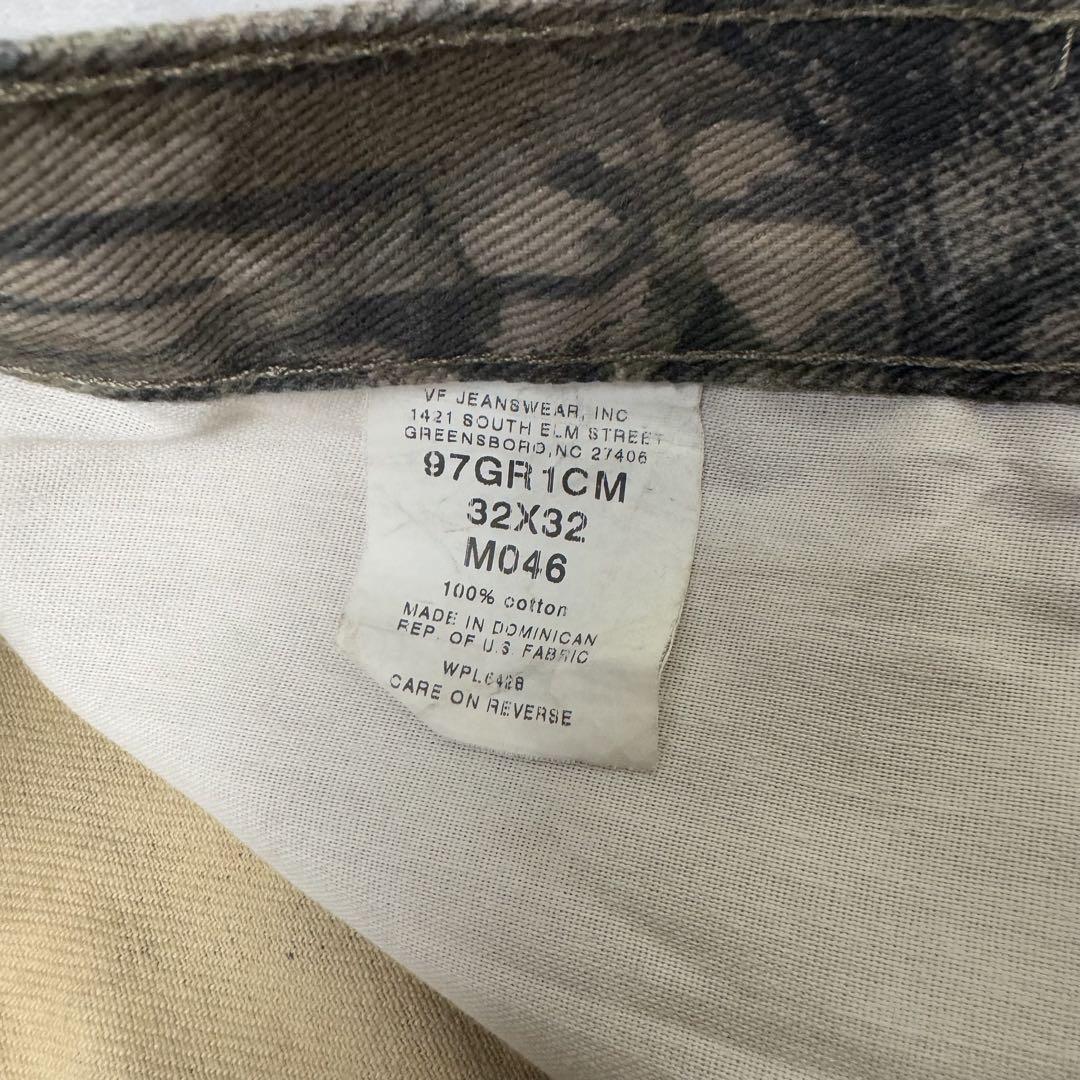 VF JEANSWEAR, INC
1421 SOUTH ELM STREET
GREENSBORO, NC 27406
97GR1CM
32X32
M046
100% cotton
MADE IN DOMINICAN
REP. OF U.S FABRIC
WPL6428
CARE ON REVERSE